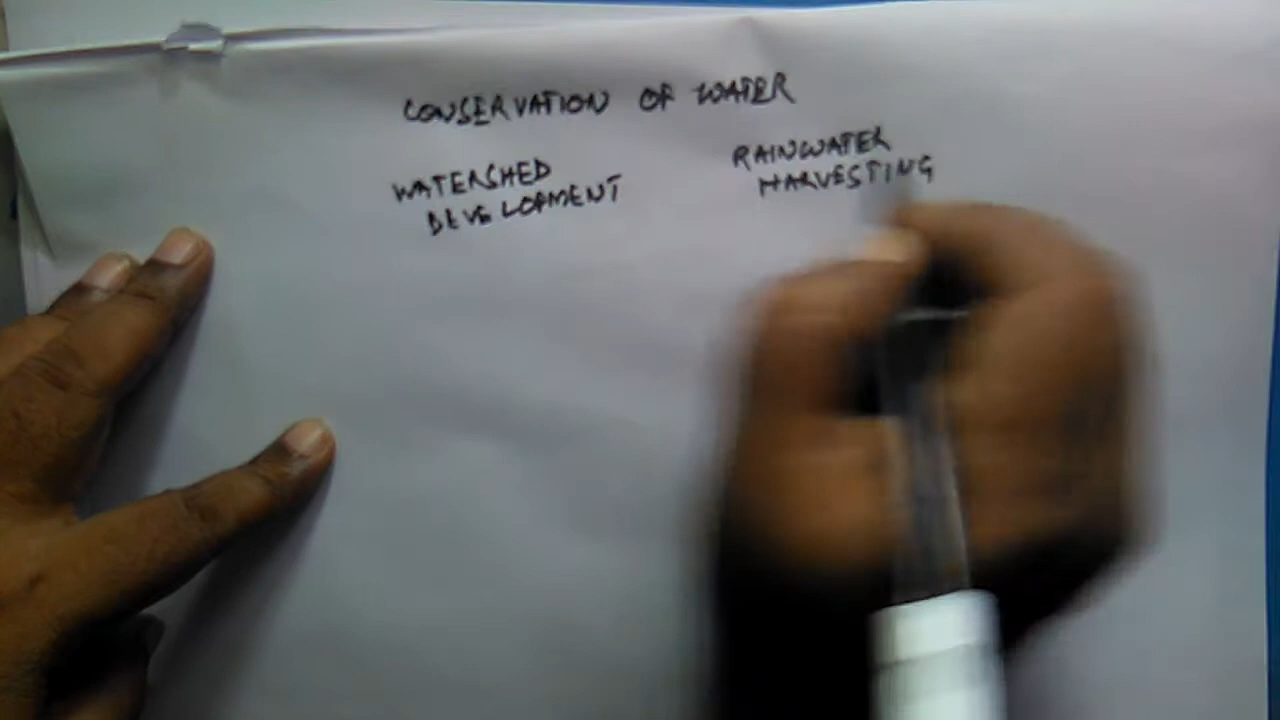 CONSERVATION OF WATER
WATERSHED
DEVELOPMENT
RAINWATER
HARVESTING